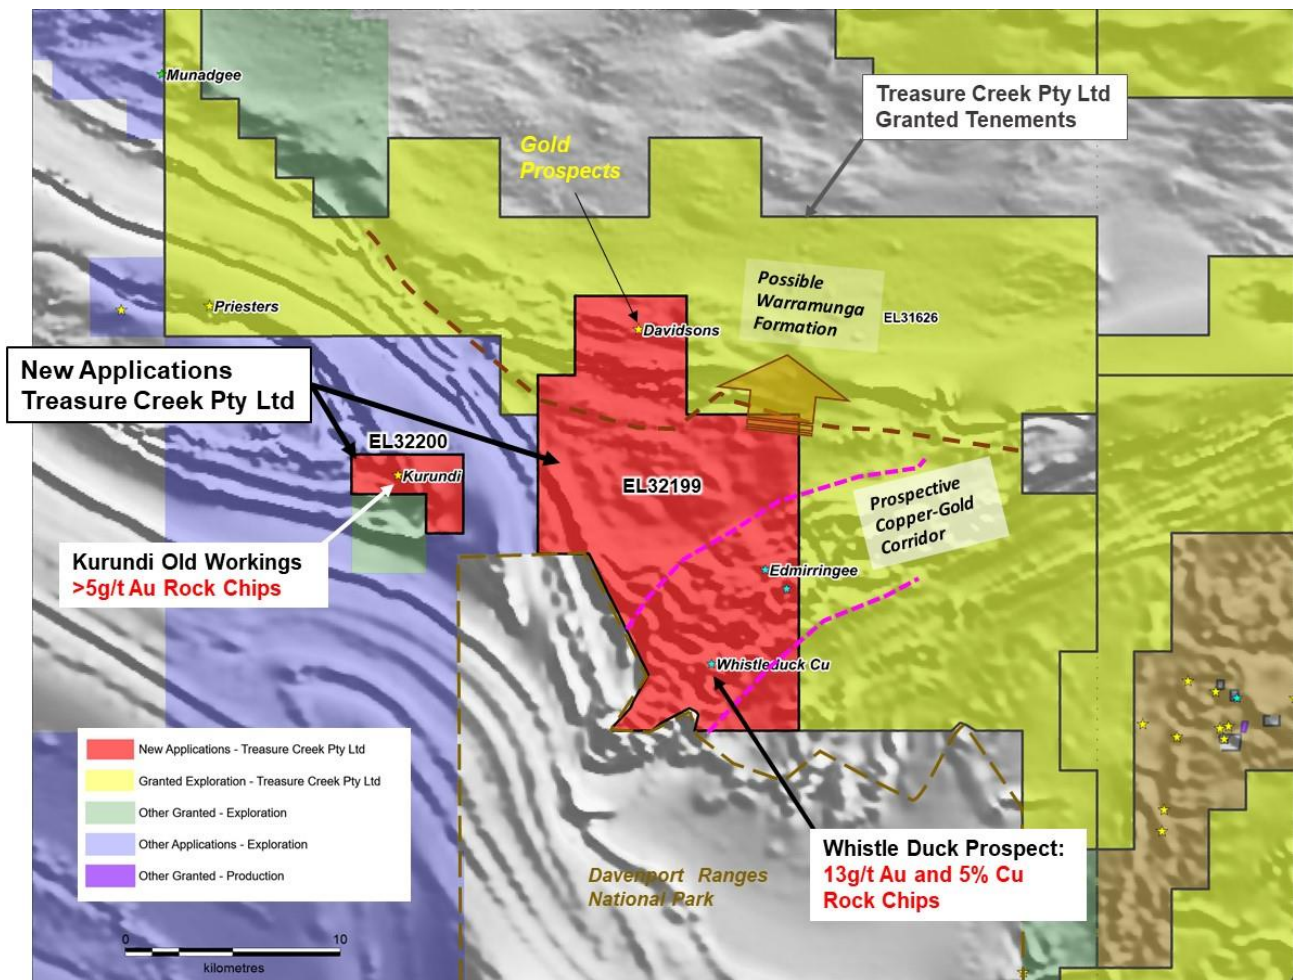 Munadgee
Treasure Creek Pty Ltd
Granted Tenements
Gold
Prospects
Possible
Warramunga
Formation
EL31626
Priesters
Davidsons
New Applications
Treasure Creek Pty Ltd
EL32200
Kurundi
EL32199
Prospective
Copper-Gold
Corridor
Kurundi Old Workings
>5g/t Au Rock Chips
Edmirringee
Whistleduck Cu
New Applications - Treasure Creek Pty Ltd
Granted Exploration - Treasure Creek Pty Ltd
Other Granted - Exploration
Other Applications - Exploration
Other Granted - Production
0 10
kilometres
Davenport Ranges
National Park
Whistle Duck Prospect:
13g/t Au and 5% Cu
Rock Chips